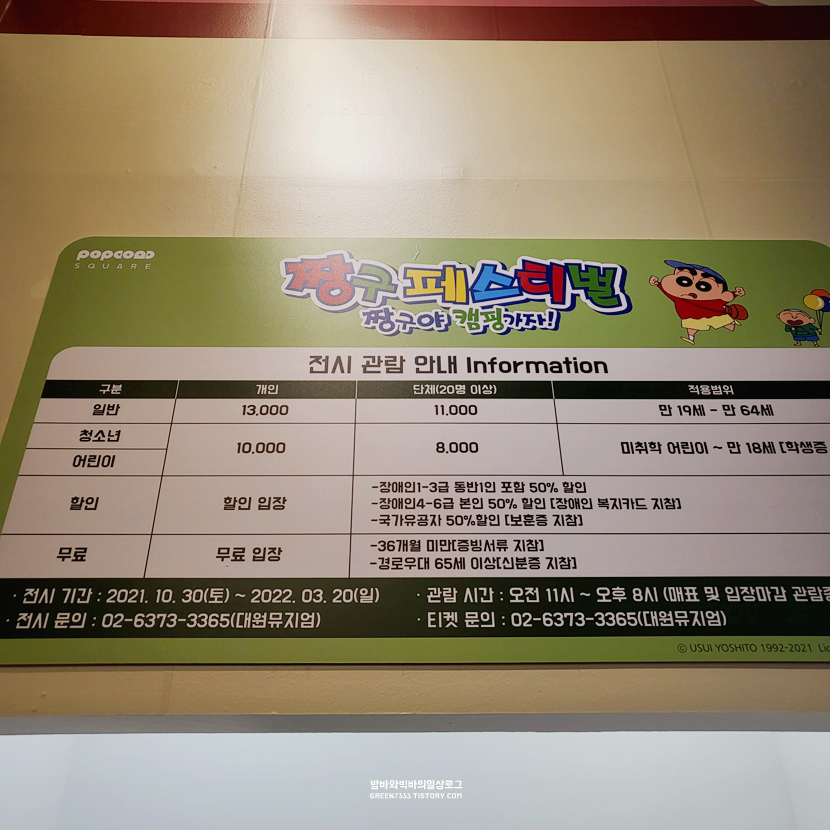 POPCORN
SQUARE
짱구 페스티벌
짱구야 캠핑가자!
전시 관람 안내 Information
구분 개인 단체(20명 이상) 적용범위
일반 13,000 11,000 만 19세 - 만 64세
청소년
어린이
10,000 8,000 미취학 어린이 ~ 만 18세 [학생증
할인 할인 입장
-장애인1-3급 동반1인 포함 50% 할인
-장애인4-6급 본인 50% 할인 [장애인 복지카드 지참]
-국가유공자 50%할인 [보훈증 지참]
무료 무료 입장
-36개월 미만[증빙서류 지참]
-경로우대 65세 이상[신분증 지참]
· 전시 기간 : 2021. 10. 30(토) ~ 2022. 03. 20(일) · 관람 시간 : 오전 11시 ~ 오후 8시 (매표 및 입장마감 관람종
· 전시 문의 : 02-6373-3365(대원뮤지엄) · 티켓 문의 : 02-6373-3365(대원뮤지엄)
ⓒ USUI YOSHITO 1992-2021
밤바와빅바의일상로그
GREEN7333.TISTORY.COM